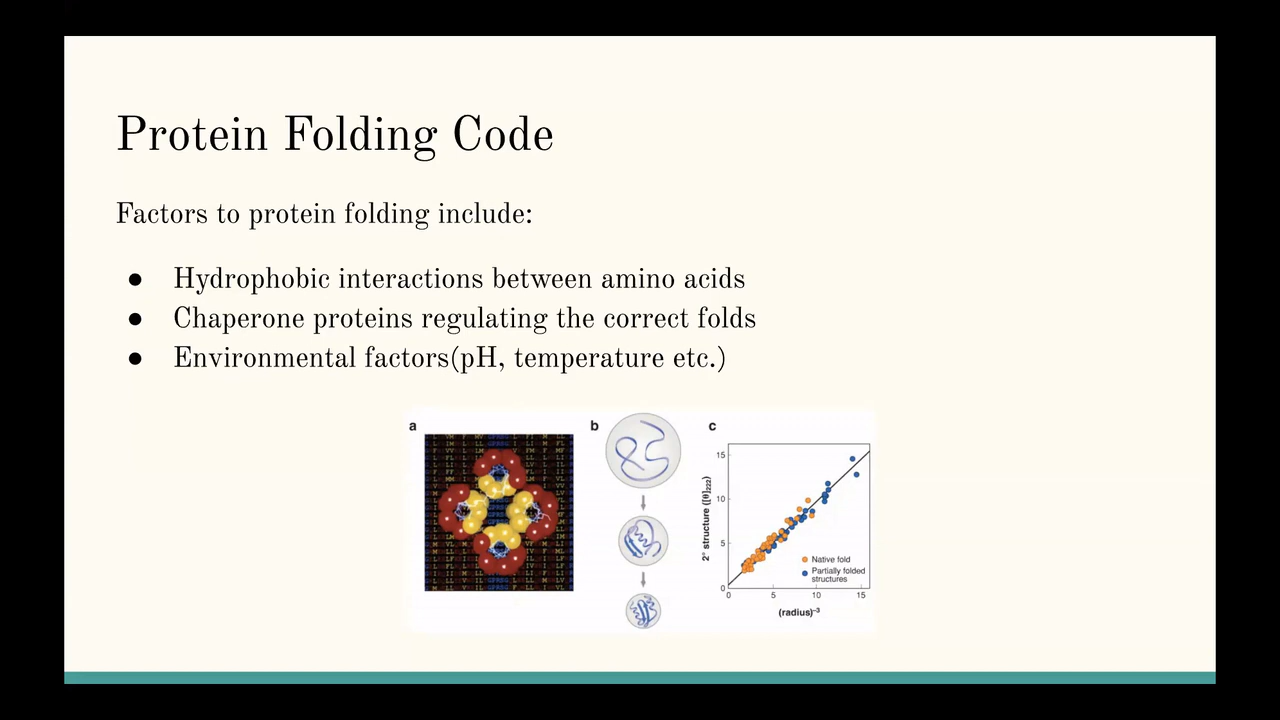 Protein Folding Code
Factors to protein folding include:
● Hydrophobic interactions between amino acids
● Chaperone proteins regulating the correct folds
● Environmental factors(pH, temperature etc.)
a
b
c
2° structure ([θ]222)
15
10
5
0
Native fold
Partially folded
structures
0 5 10 15
(radius)–3